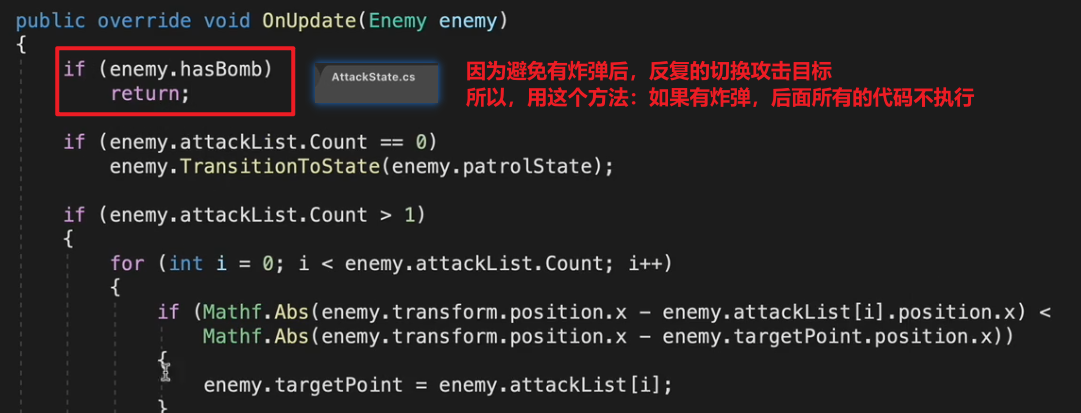 public override void OnUpdate(Enemy enemy)
{
if (enemy.hasBomb)
return;
AttackState.cs
因为避免有炸弹后，反复的切换攻击目标
所以，用这个方法：如果有炸弹，后面所有的代码不执行
if (enemy.attackList.Count == 0)
enemy.TransitionToState(enemy.patrolState);
if (enemy.attackList.Count > 1)
{
for (int i = 0; i < enemy.attackList.Count; i++)
{
if (Mathf.Abs(enemy.transform.position.x - enemy.attackList[i].position.x) <
Mathf.Abs(enemy.transform.position.x - enemy.targetPoint.position.x))
{
enemy.targetPoint = enemy.attackList[i];
}